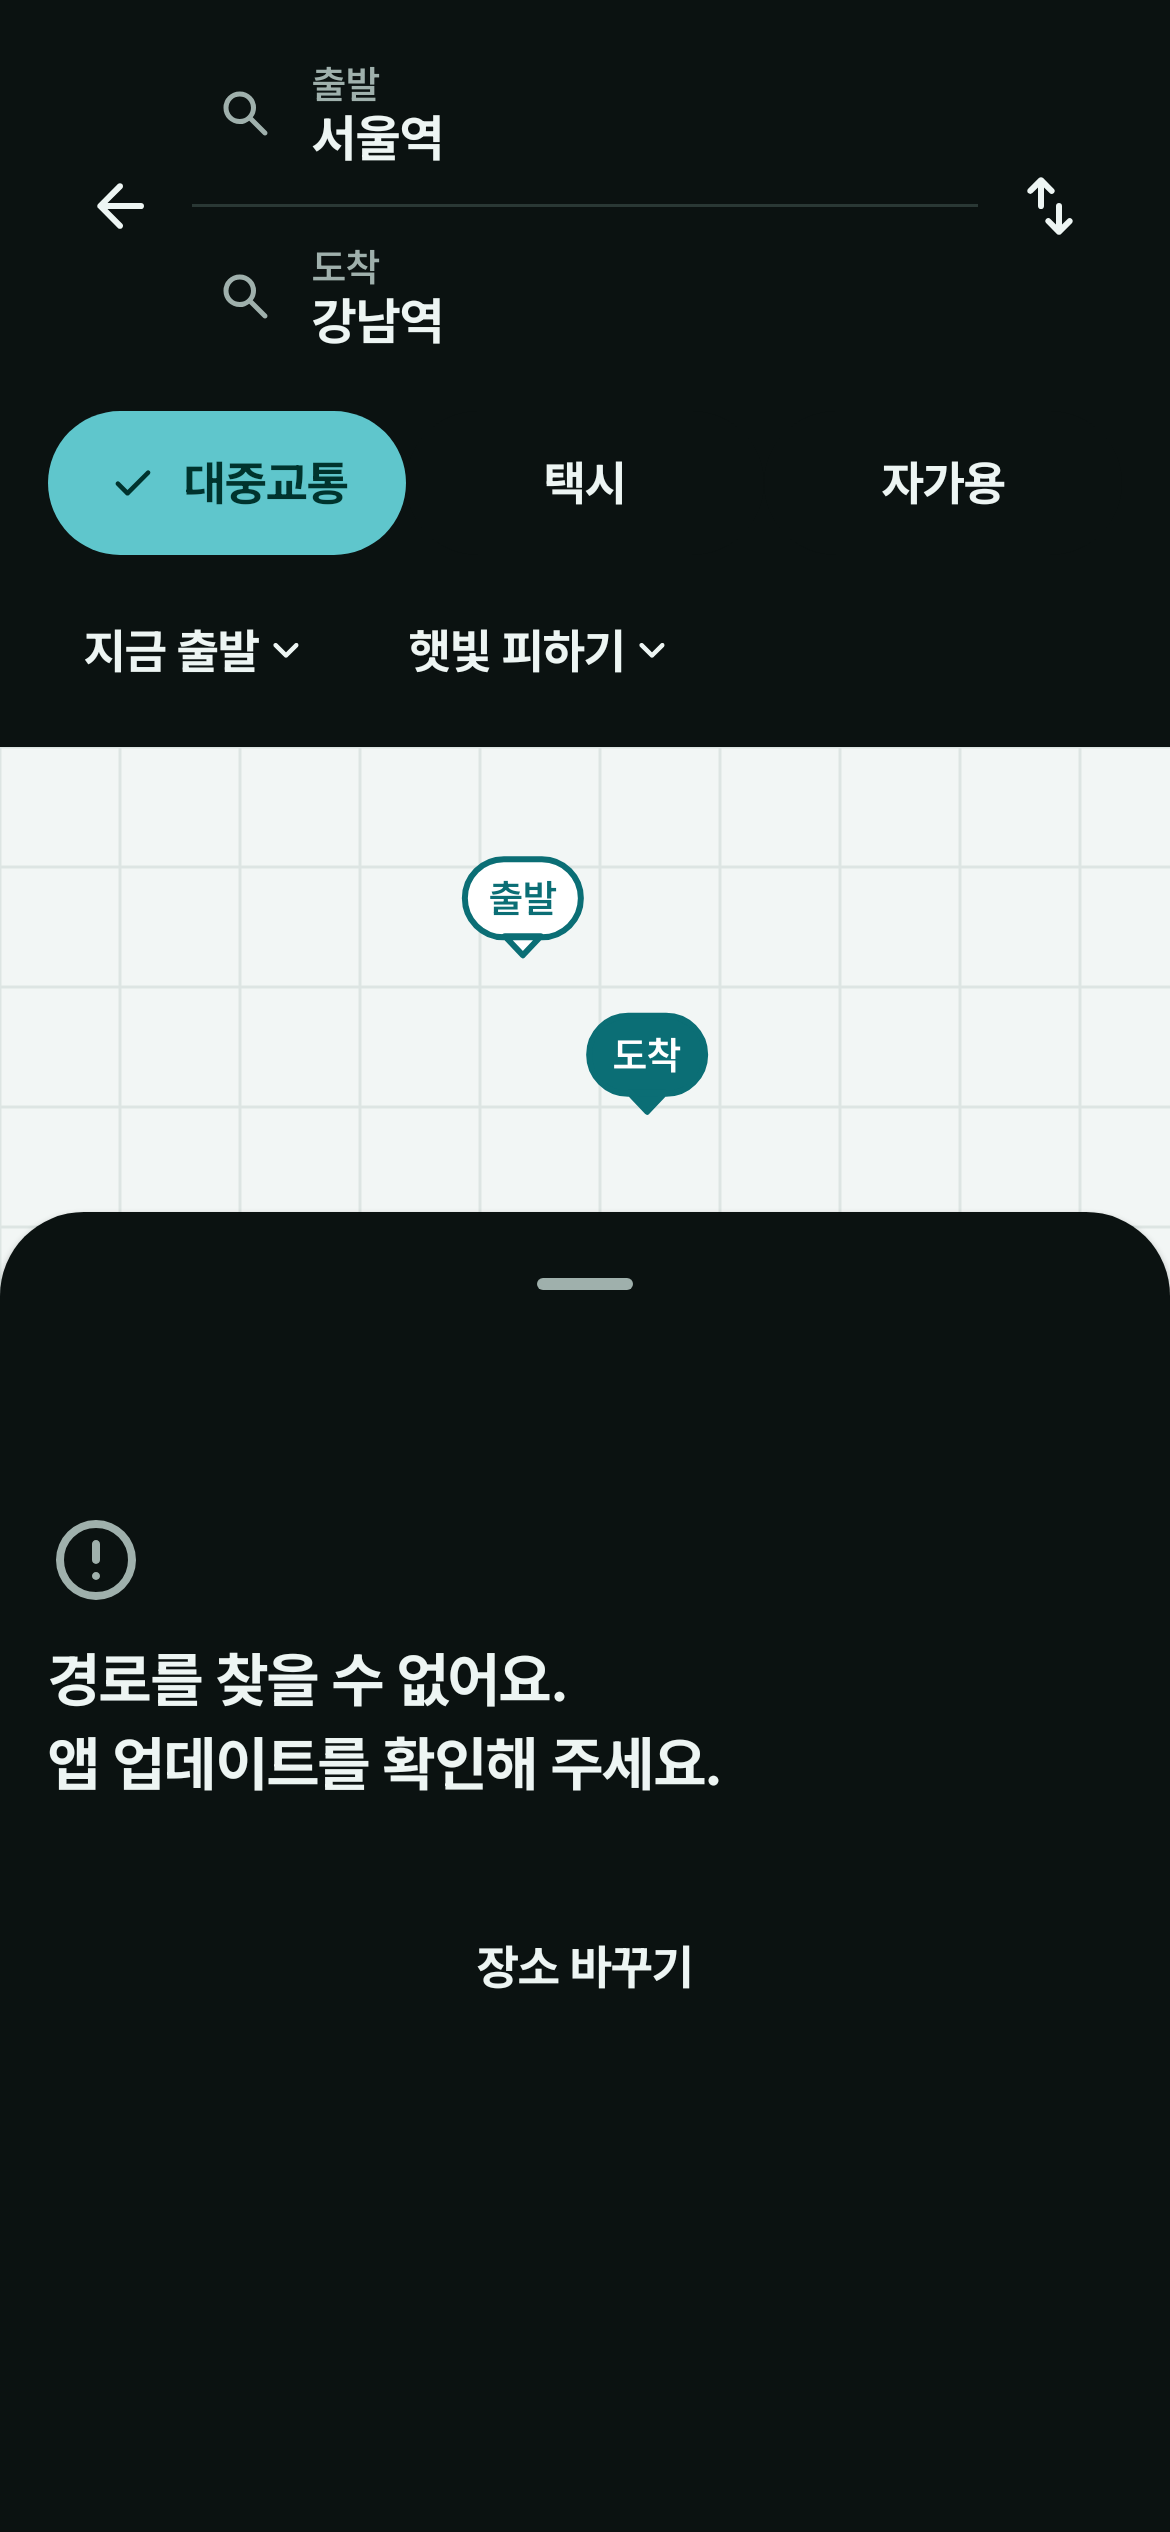 출발
서울역
도착
강남역
대중교통 택시 자가용
지금 출발 햇빛 피하기
출발
도착
경로를 찾을 수 없어요.
앱 업데이트를 확인해 주세요.
장소 바꾸기